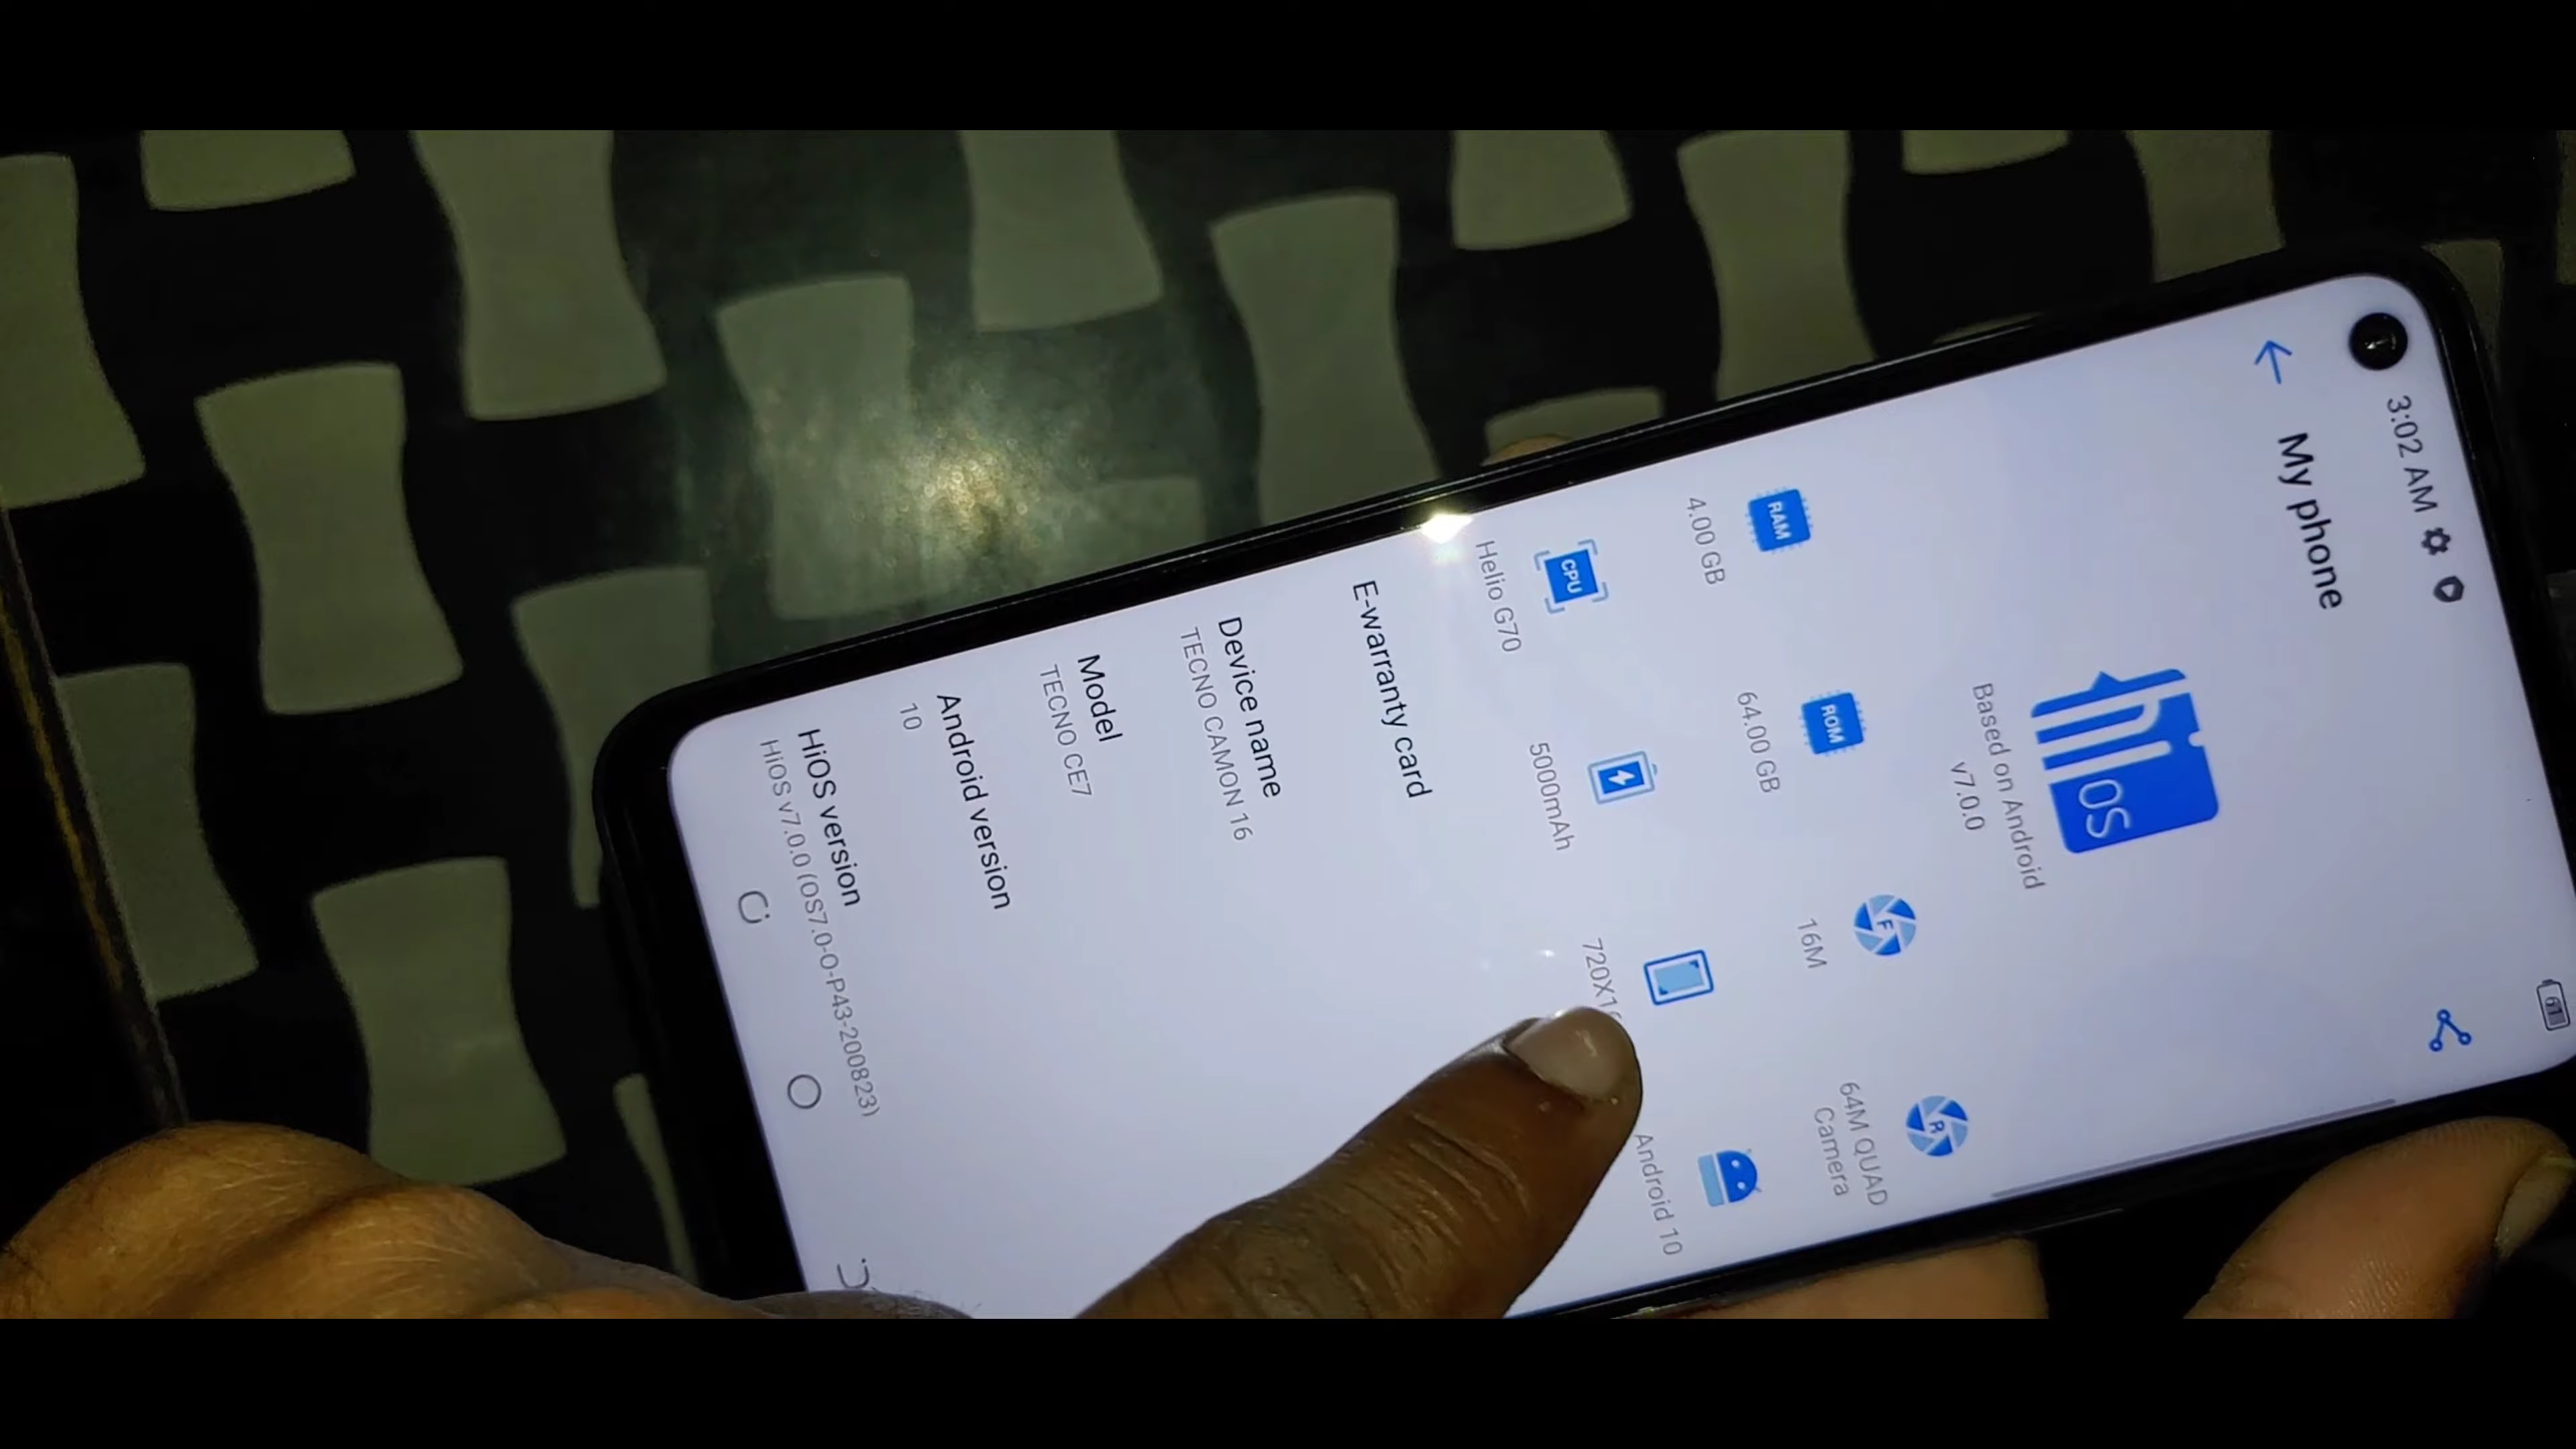 3:02 AM
61
My phone
hiOS
Based on Android
v7.0.0
RAM
ROM
F
R
4.00 GB
64.00 GB
16M
64M QUAD
Camera
CPU
Helio G70
5000mAh
Android 10
E-warranty card
Device name
TECNO CAMON 16
Model
TECNO CE7
Android version
10
HiOS version
HiOS v7.0.0 (OS7.0-O-P43-200823)